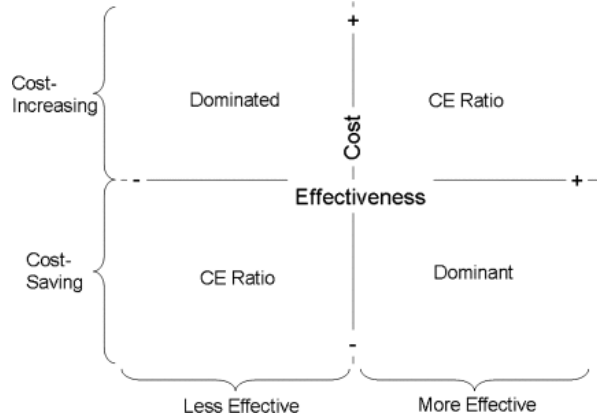 +
Cost-
Increasing
Dominated
CE Ratio
Cost
-
+
Effectiveness
Cost-
Saving
CE Ratio
Dominant
-
Less Effective
More Effective